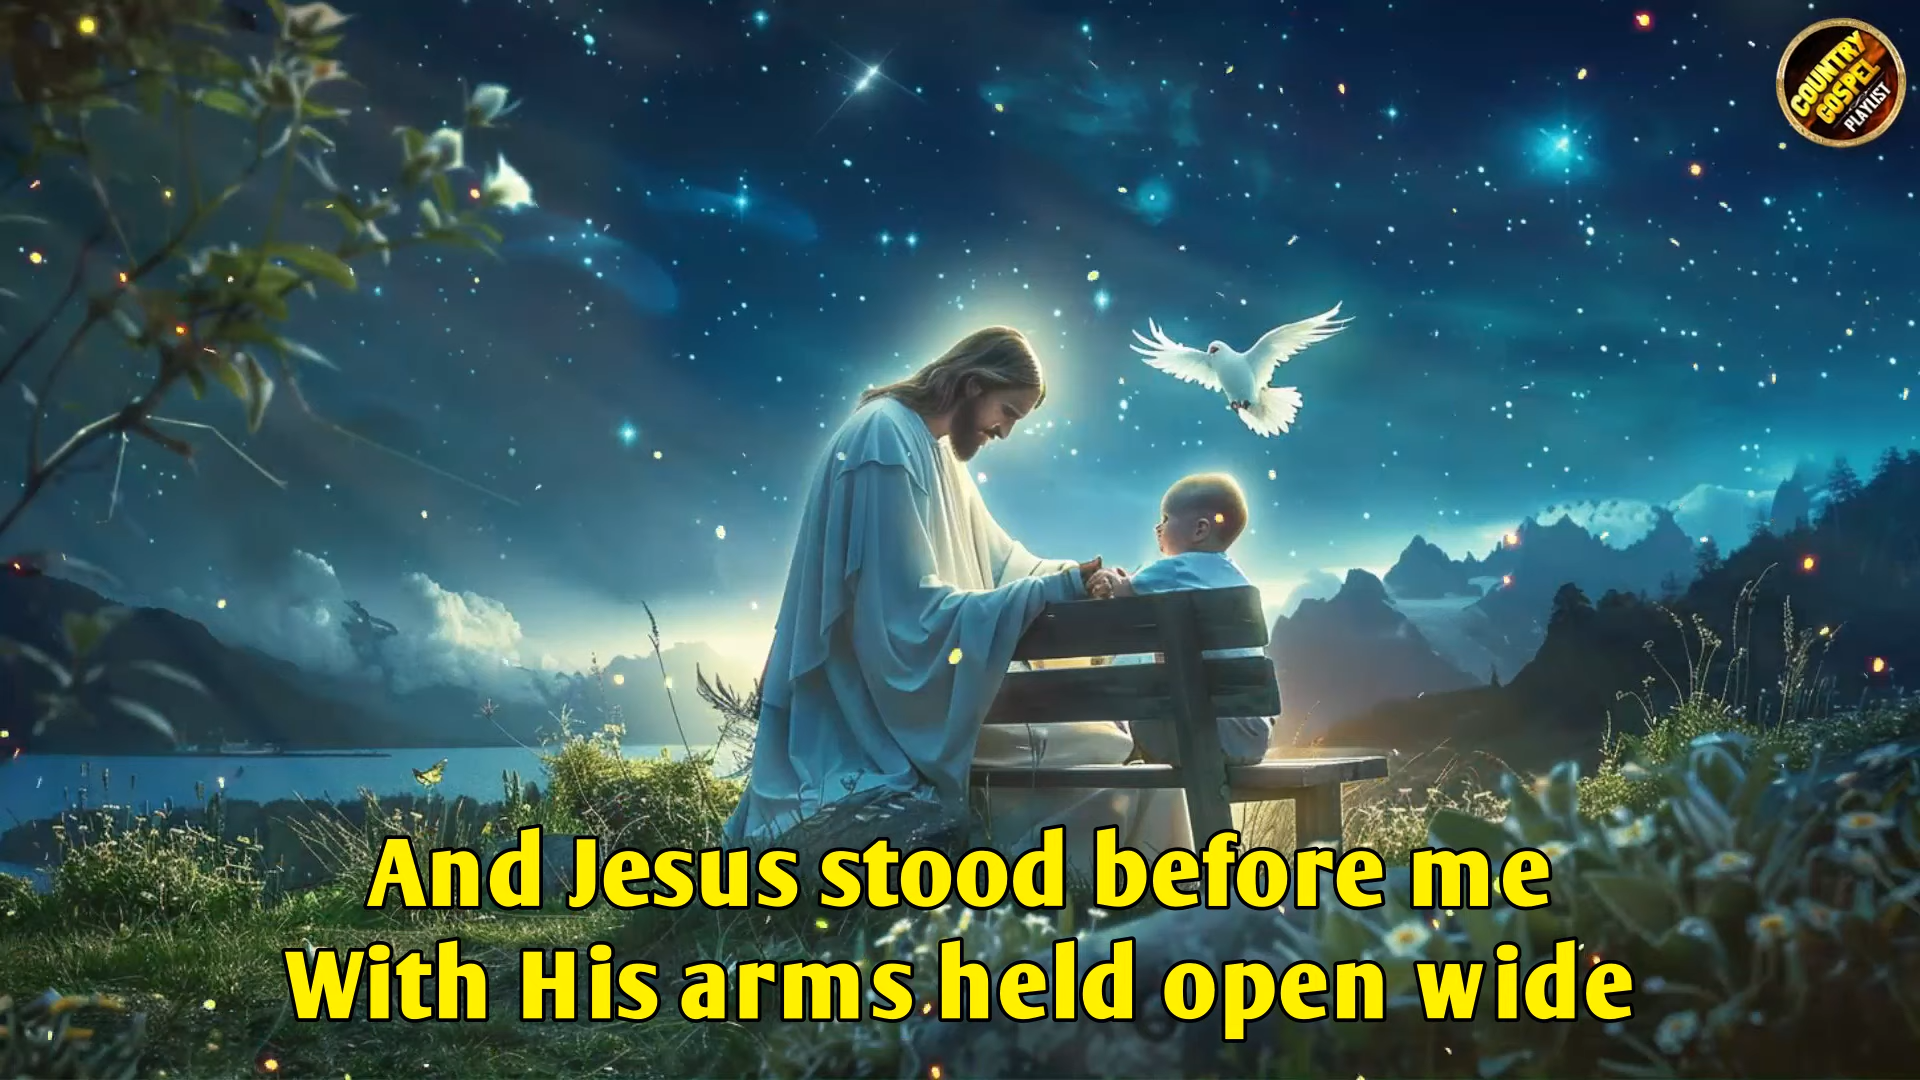 COUNTRY
GOSPEL
PLAYLIST
And Jesus stood before me
With His arms held open wide